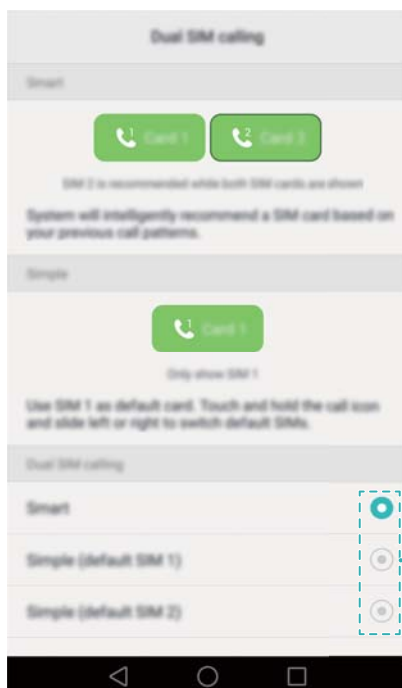 Dual SIM calling
Smart
1 Card 1 2 Card 2
SIM 2 is recommended while both SIM cards are shown
System will intelligently recommend a SIM card based on
your previous call patterns.
Simple
1 Card 1
Only show SIM 1
Use SIM 1 as default card. Touch and hold the call icon
and slide left or right to switch default SIMs.
Dual SIM calling
Smart
Simple (default SIM 1)
Simple (default SIM 2)